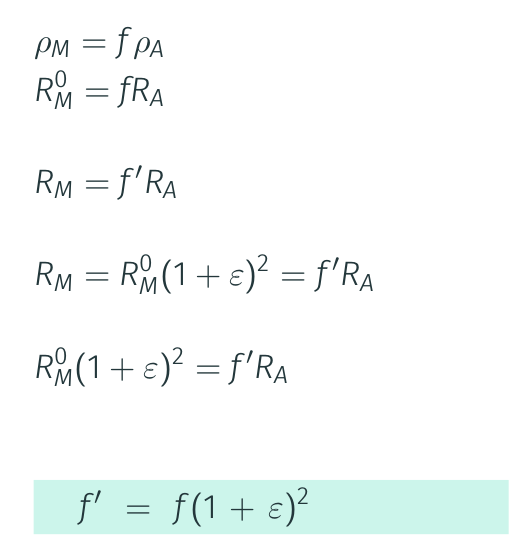 ρ_M = f ρ_A
R_M^0 = f R_A
R_M = f′R_A
R_M = R_M^0(1 + ε)^2 = f′R_A
R_M^0(1 + ε)^2 = f′R_A
f′ = f(1 + ε)^2